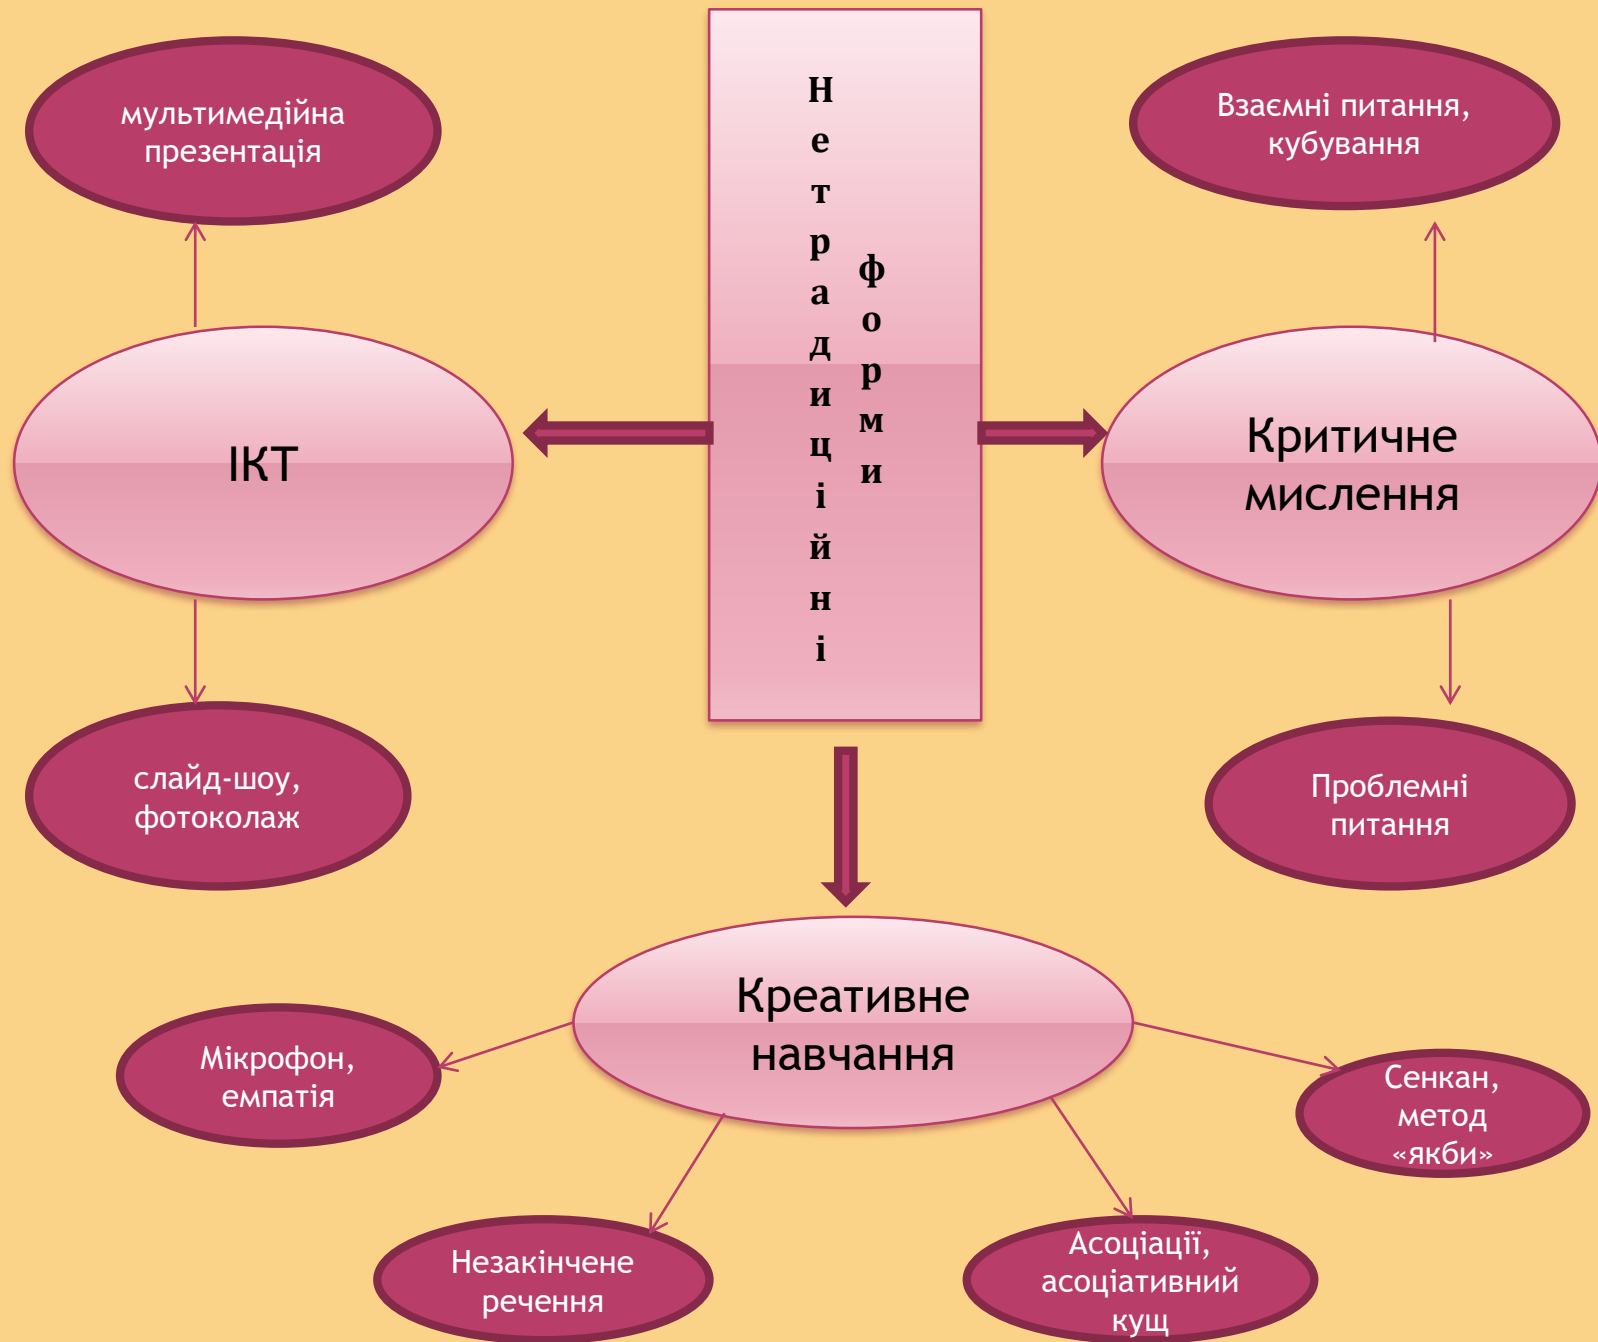 Нетрадиційні
форми
мультимедійна
презентація
Взаємні питання,
кубування
ІКТ
Критичне
мислення
слайд-шоу,
фотоколаж
Проблемні
питання
Креативне
навчання
Мікрофон,
емпатія
Незакінчене
речення
Асоціації,
асоціативний
кущ
Сенкан,
метод
«якби»